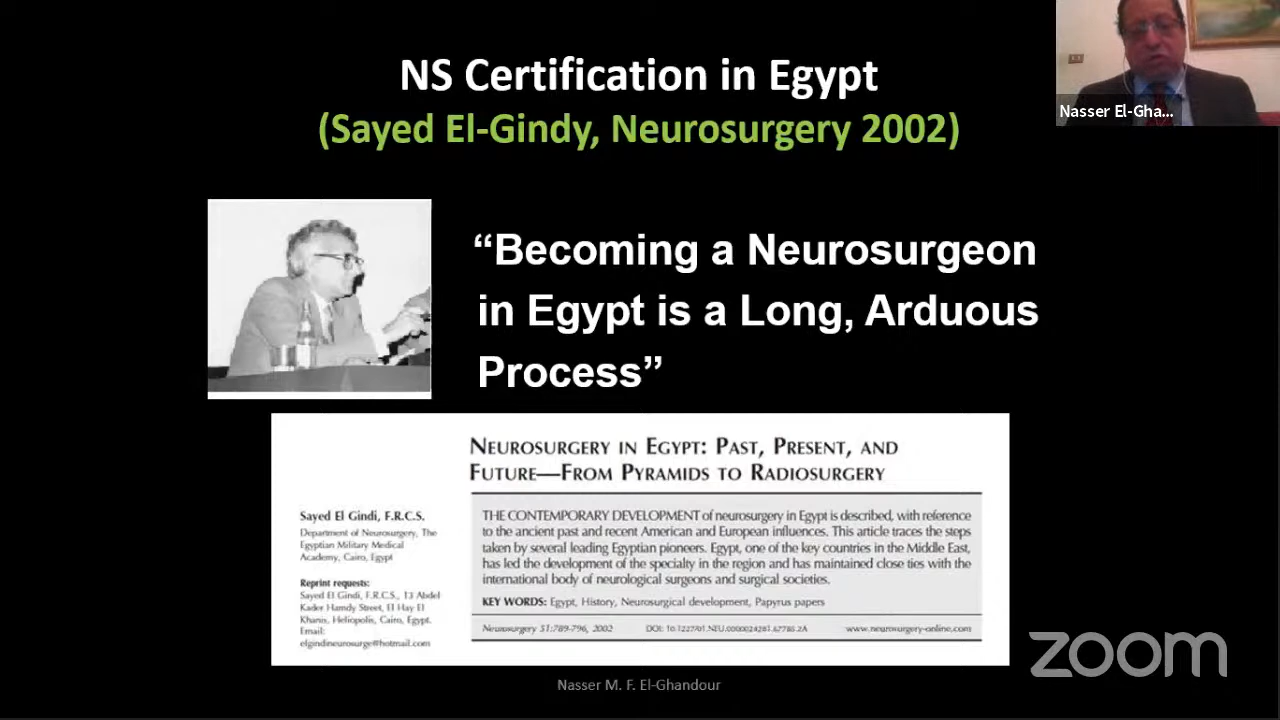 NS Certification in Egypt
(Sayed El-Gindy, Neurosurgery 2002)
Nasser El-Gha...
“Becoming a Neurosurgeon
in Egypt is a Long, Arduous
Process”
NEUROSURGERY IN EGYPT: PAST, PRESENT, AND
FUTURE—FROM PYRAMIDS TO RADIOSURGERY
Sayed El Gindi, F.R.C.S.
Department of Neurosurgery, The
Egyptian Military Medical
Academy, Cairo, Egypt
Reprint requests:
Sayed El Gindi, F.R.C.S., 13 Abdel
Kader Hamdy Street, El Hay El
Khams, Heliopolis, Cairo, Egypt.
Email:
elgindineurosurge@hotmail.com
THE CONTEMPORARY DEVELOPMENT of neurosurgery in Egypt is described, with reference
to the ancient past and recent American and European influences. This article traces the steps
taken by several leading Egyptian pioneers. Egypt, one of the key countries in the Middle East,
has led the development of the specialty in the region and has maintained close ties with the
international body of neurological surgeons and surgical societies.
KEY WORDS: Egypt, History, Neurosurgical development, Papyrus papers
Neurosurgery 51:789-796, 2002
DOI: www.neurosurgery-online.com
zoom
Nasser M. F. El-Ghandour